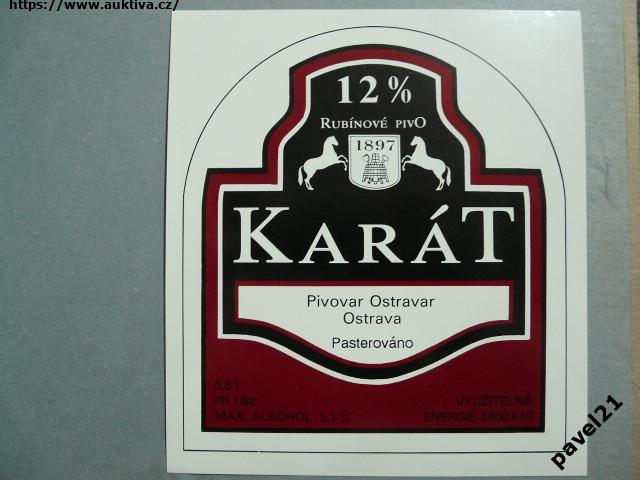 https://www.auktiva.cz/
12%
RUBÍNOVÉ PIVO
1897
KARÁT
Pivovar Ostravar
Ostrava
Pasterováno
0,5 l
PN 1/92
MAX. ALKOHOL 5,1%
VYUŽITELNÁ
ENERGIE 1850 kJ/l
pavel21